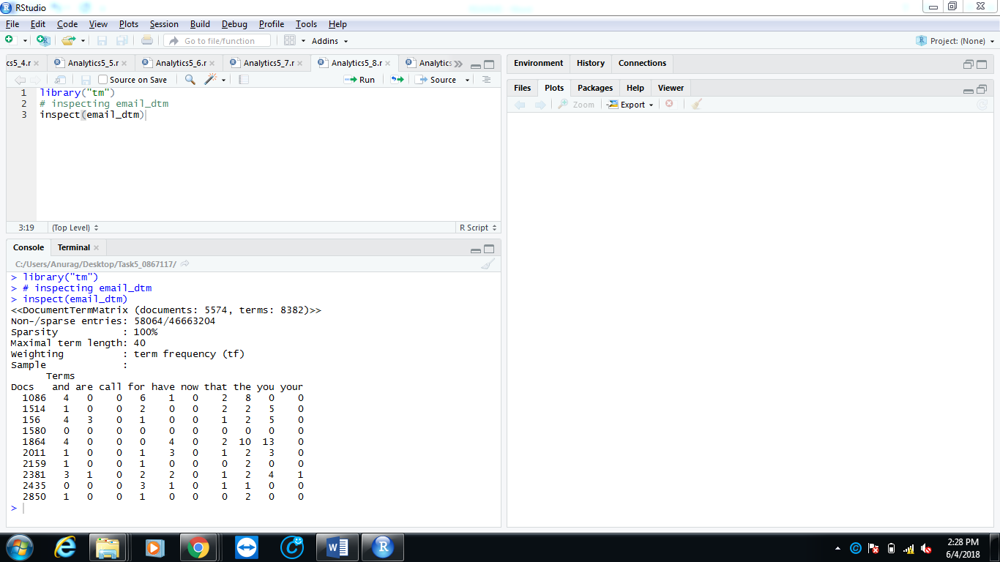 RStudio
File Edit Code View Plots Session Build Debug Profile Tools Help
Go to file/function Addins Project: (None)
cs5_4.r Analytics5_5.r Analytics5_6.r Analytics5_7.r Analytics5_8.r Analytics
Source on Save Run Source
1 library("tm")
2 # inspecting email_dtm
3 inspect(email_dtm)
3:19 (Top Level) R Script
Console Terminal
C:/Users/Anurag/Desktop/Task5_0867117/
> library("tm")
> # inspecting email_dtm
> inspect(email_dtm)
<<DocumentTermMatrix (documents: 5574, terms: 8382)>>
Non-/sparse entries: 58064/46663204
Sparsity           : 100%
Maximal term length: 40
Weighting          : term frequency (tf)
Sample             :
      Terms
Docs   and are call for have now that the you your
  1086   4   0    0   6    1   0    2   8   0    0
  1514   1   0    0   2    0   0    2   2   5    0
  156    4   3    0   1    0   0    1   2   5    0
  1580   0   0    0   0    0   0    0   0   0    0
  1864   4   0    0   0    4   0    2  10  13    0
  2011   1   0    0   1    3   0    1   2   3    0
  2159   1   0    0   1    0   0    0   2   0    0
  2381   3   1    0   2    2   0    1   2   4    1
  2435   0   0    0   3    1   0    1   1   0    0
  2850   1   0    0   1    0   0    0   2   0    0
>
Environment History Connections
Files Plots Packages Help Viewer
Zoom Export
2:28 PM
6/4/2018